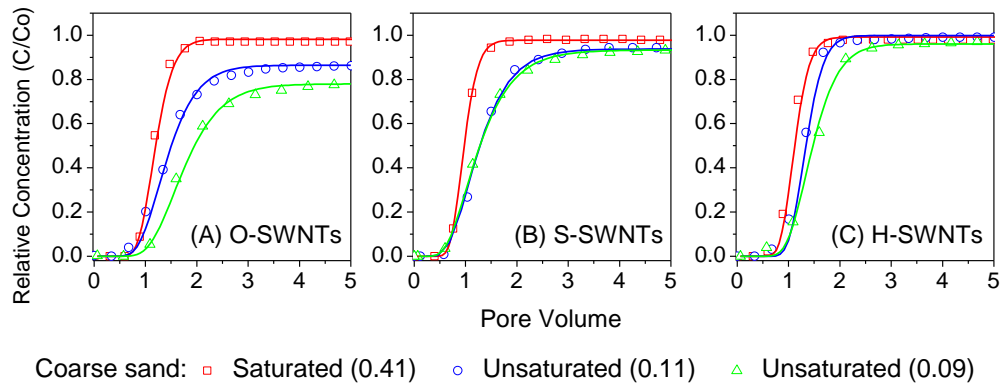 Relative Concentration (C/Co)
1.0
0.8
0.6
0.4
0.2
0.0
0 1 2 3 4 5
(A) O-SWNTs
1.0
0.8
0.6
0.4
0.2
0.0
0 1 2 3 4 5
(B) S-SWNTs
1.0
0.8
0.6
0.4
0.2
0.0
0 1 2 3 4 5
(C) H-SWNTs
Pore Volume
Coarse sand: Saturated (0.41) Unsaturated (0.11) Unsaturated (0.09)